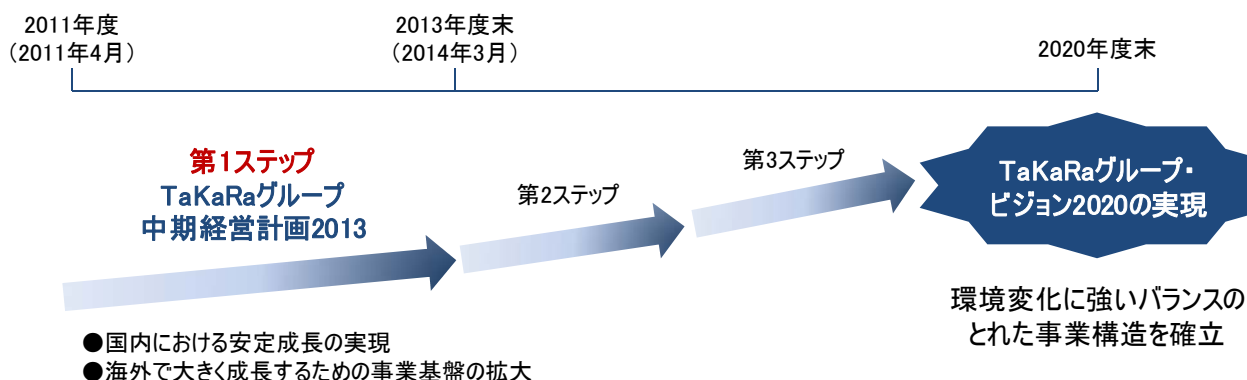 2011年度
（2011年4月）
2013年度末
（2014年3月）
2020年度末
第1ステップ
TaKaRaグループ
中期経営計画2013
第2ステップ
第3ステップ
TaKaRaグループ・
ビジョン2020の実現
環境変化に強いバランスの
とれた事業構造を確立
●国内における安定成長の実現
●海外で大きく成長するための事業基盤の拡大